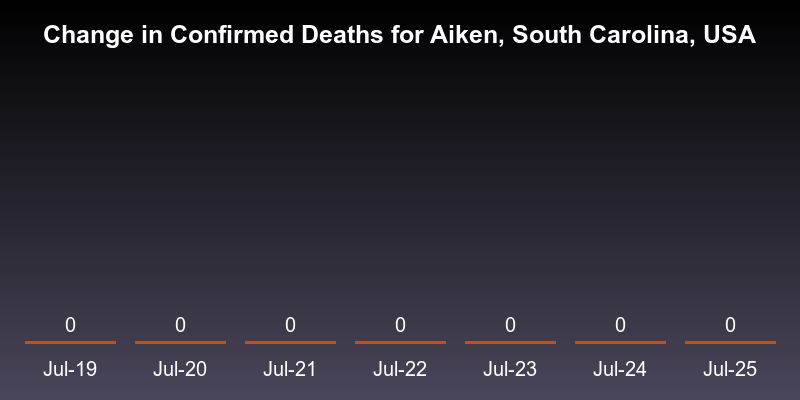 Change in Confirmed Deaths for Aiken, South Carolina, USA
0 0 0 0 0 0 0
Jul-19 Jul-20 Jul-21 Jul-22 Jul-23 Jul-24 Jul-25